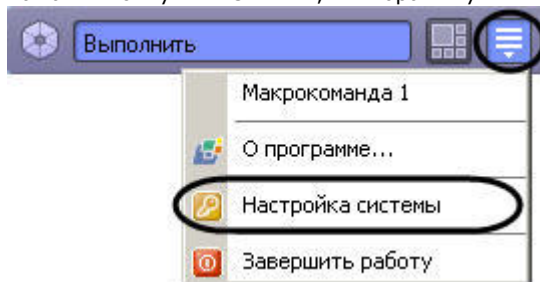 Выполнить
Макрокоманда 1
О программе...
Настройка системы
Завершить работу